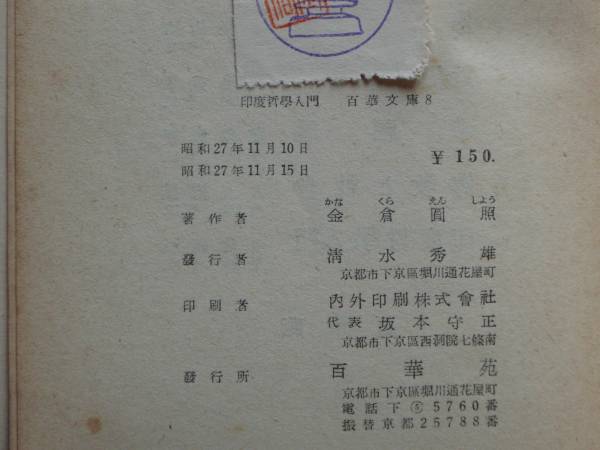 印度哲學入門 百華文庫8
昭和27年11月10日
昭和27年11月15日
¥150.
かな くら えん しよう
著作者 金倉圓照
發行者 清水秀雄
京都市下京區堀川通花屋町
印刷者 內外印刷株式會社
代表 坂本守正
京都市下京區西洞院七條南
發行所 百華苑
京都市下京區堀川通花屋町
電話下⑤5760番
振替京都25788番